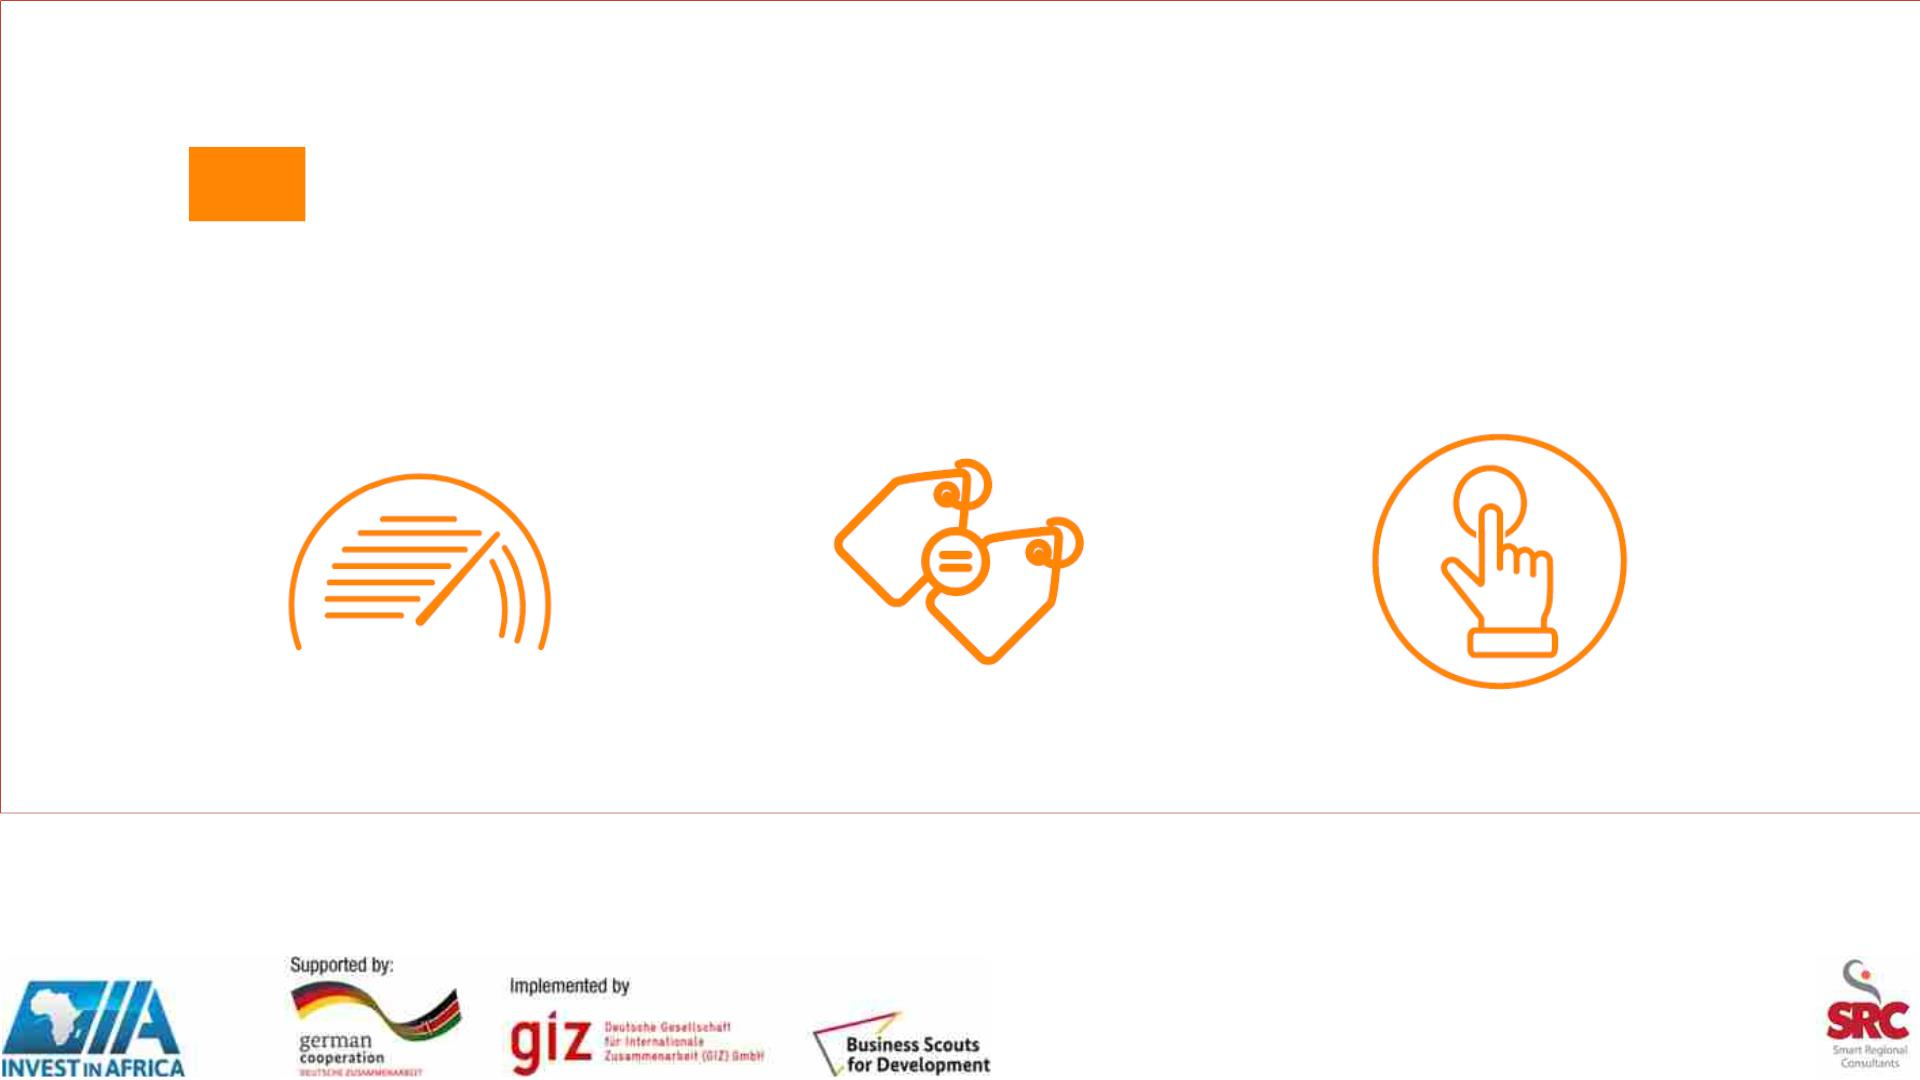 Supported by:
german
cooperation
DEUTSCHE ZUSAMMENARBEIT
Implemented by
giz
Deutsche Gesellschaft
für Internationale
Zusammenarbeit (GIZ) GmbH
Business Scouts
for Development
IIA
INVEST IN AFRICA
SRC
Smart Regional
Consultants